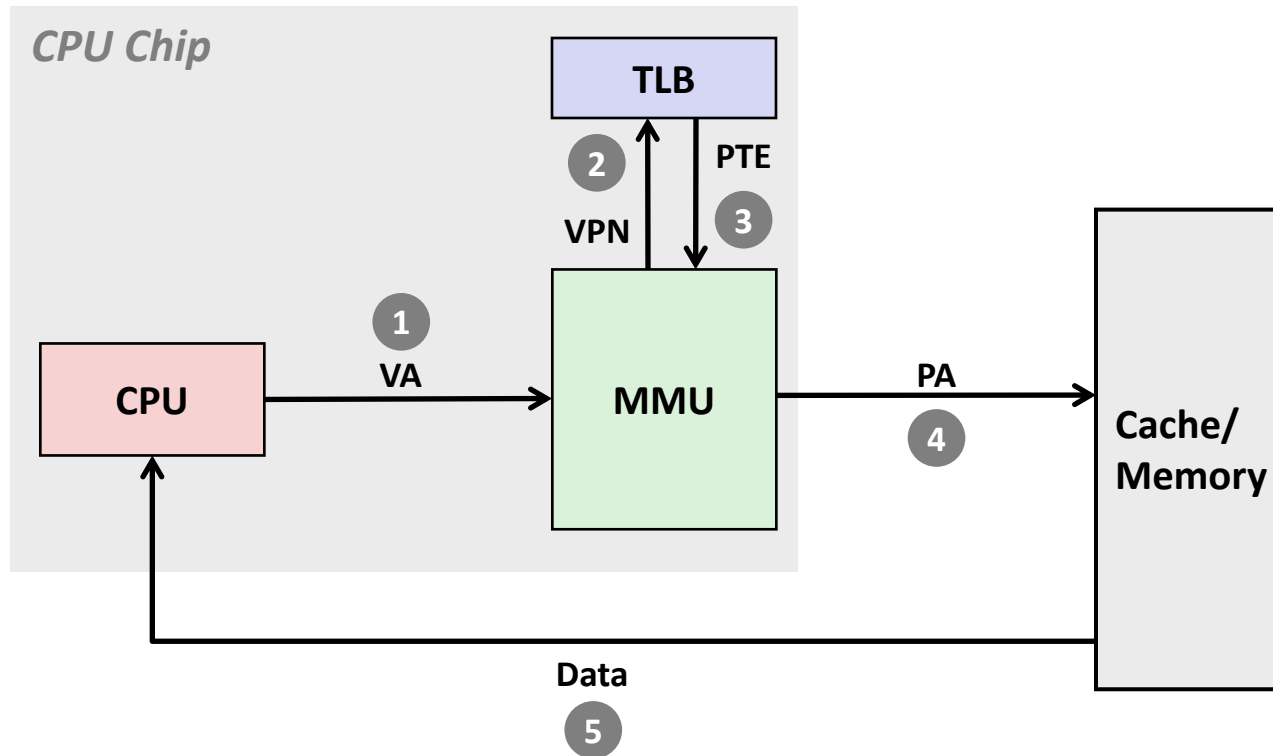 CPU Chip
TLB
2
PTE
VPN
3
1
VA
CPU
MMU
PA
4
Cache/
Memory
Data
5